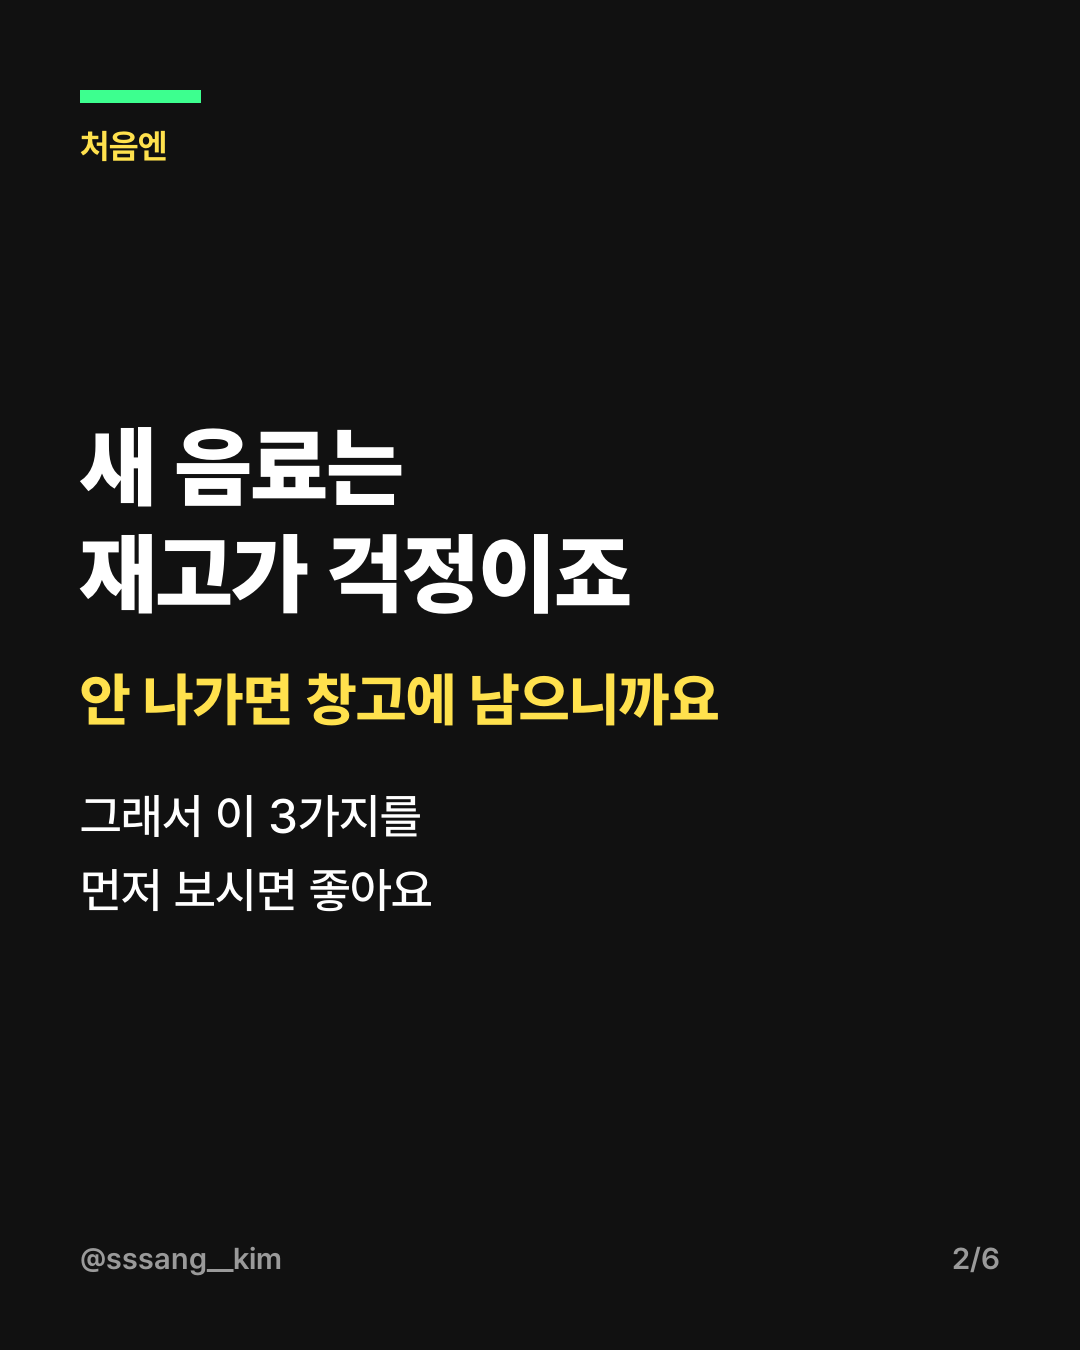 처음엔
새 음료는
재고가 걱정이죠
안 나가면 창고에 남으니까요
그래서 이 3가지를
먼저 보시면 좋아요
@sssang__kim
2/6